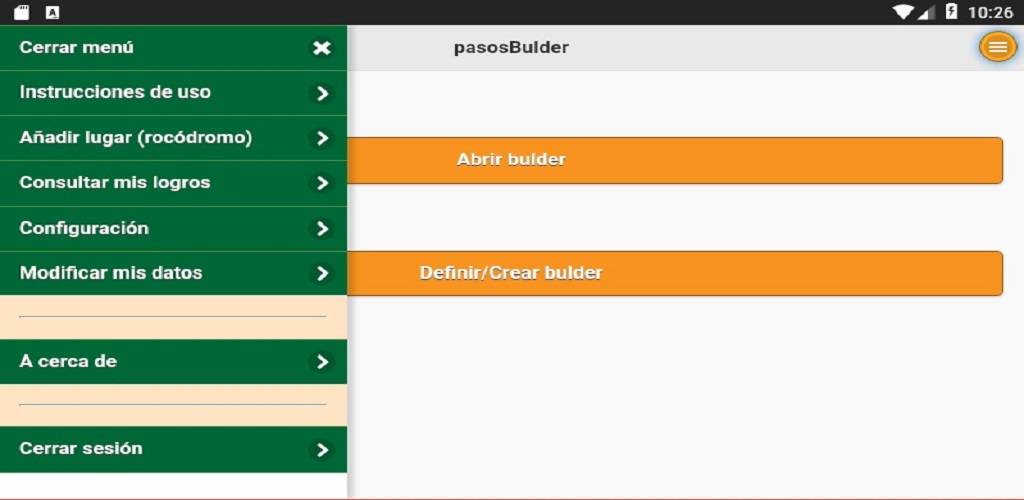 10:26
Cerrar menú
pasosBulder
Instrucciones de uso
Añadir lugar (rocódromo)
Abrir bulder
Consultar mis logros
Configuración
Modificar mis datos
Definir/Crear bulder
A cerca de
Cerrar sesión